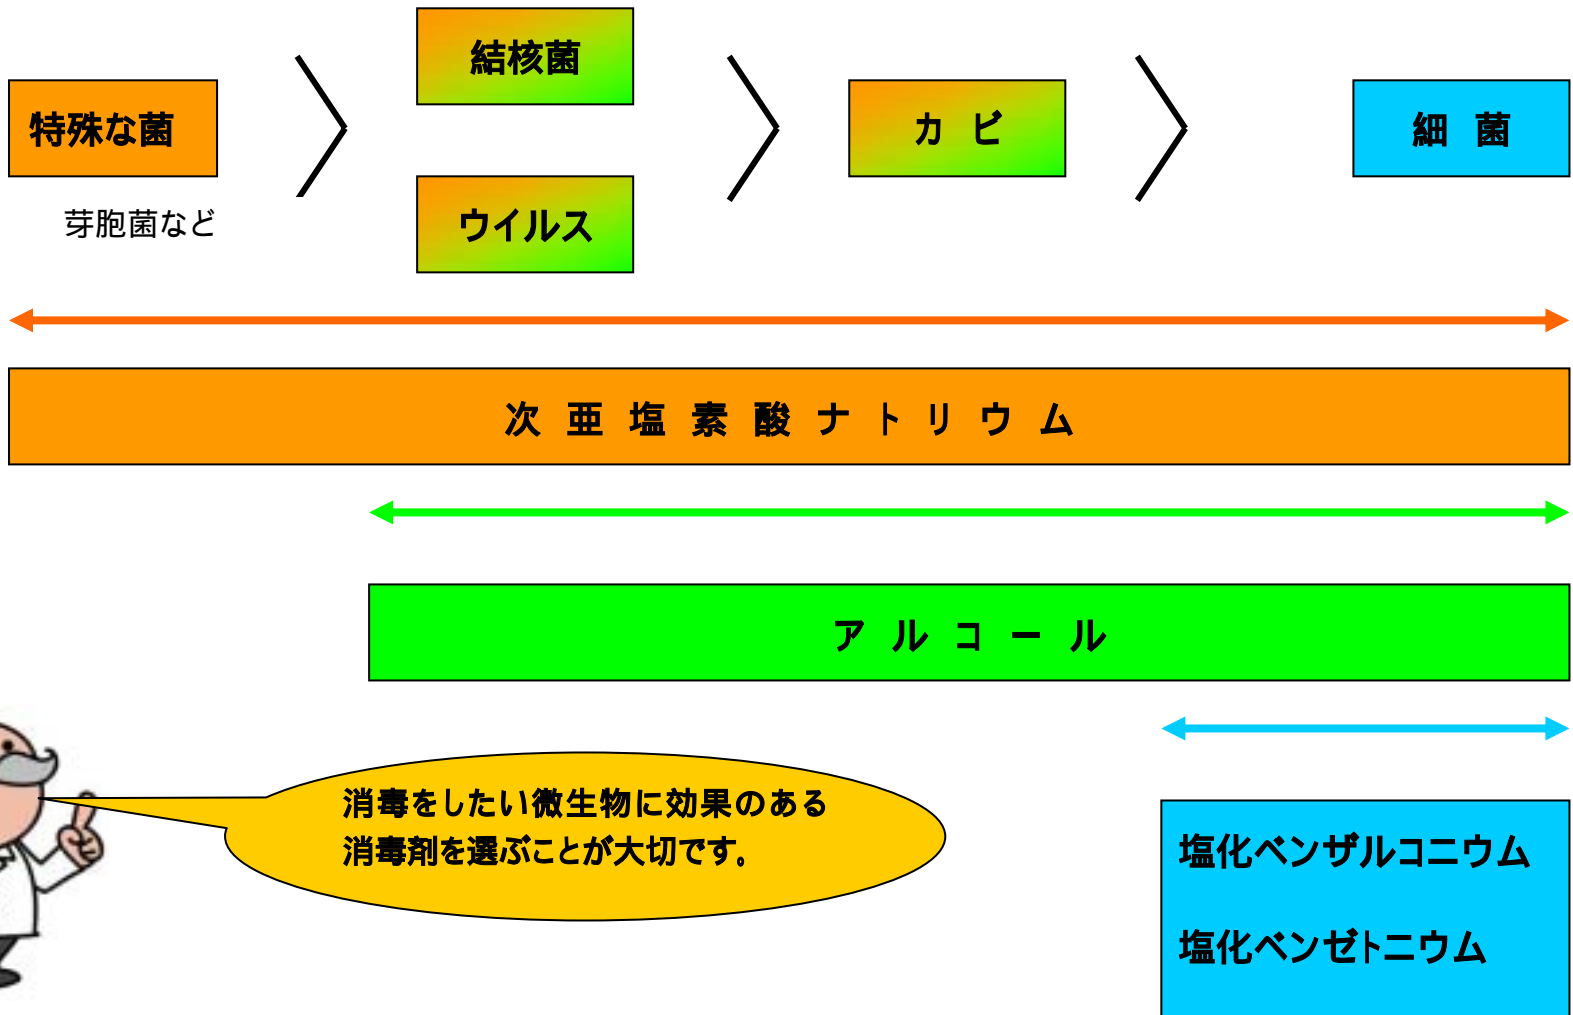 結核菌
特殊な菌
カビ
細菌
ウイルス
芽胞菌など
次亜塩素酸ナトリウム
アルコール
消毒をしたい微生物に効果のある
消毒剤を選ぶことが大切です。
塩化ベンザルコニウム
塩化ベンゼトニウム